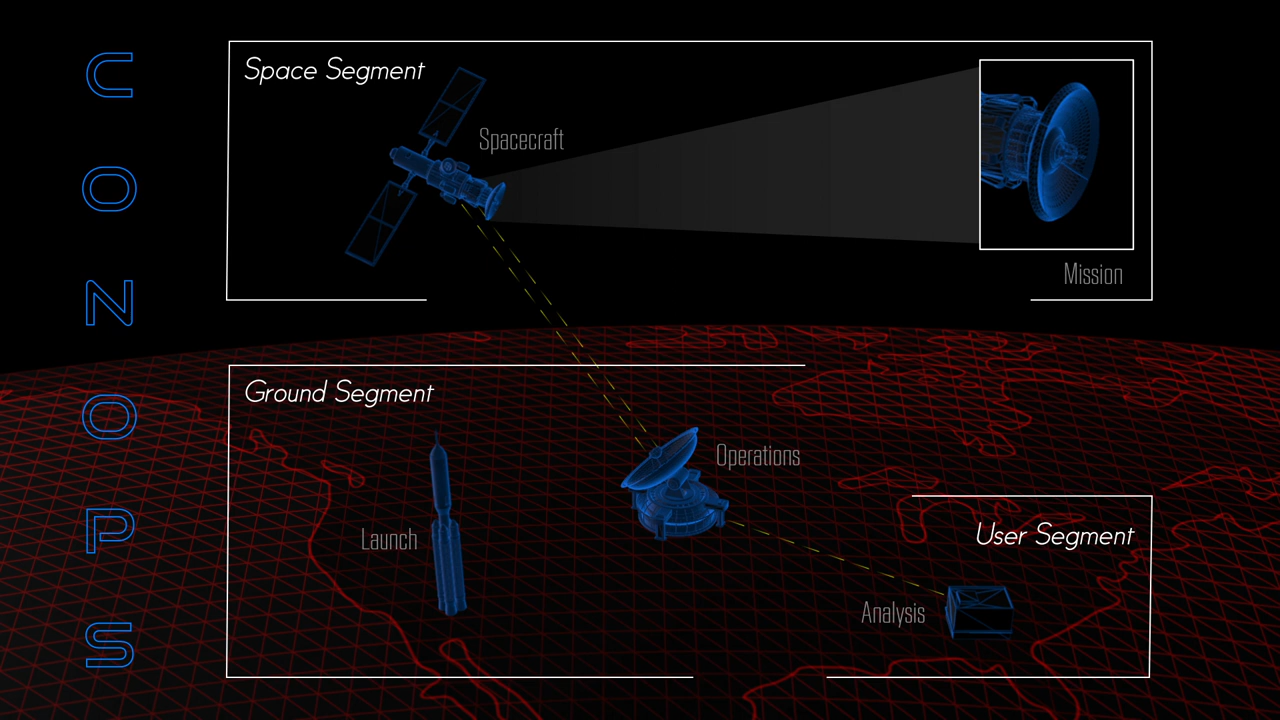 CONOPS
Space Segment
Spacecraft
Mission
Ground Segment
Operations
Launch
User Segment
Analysis